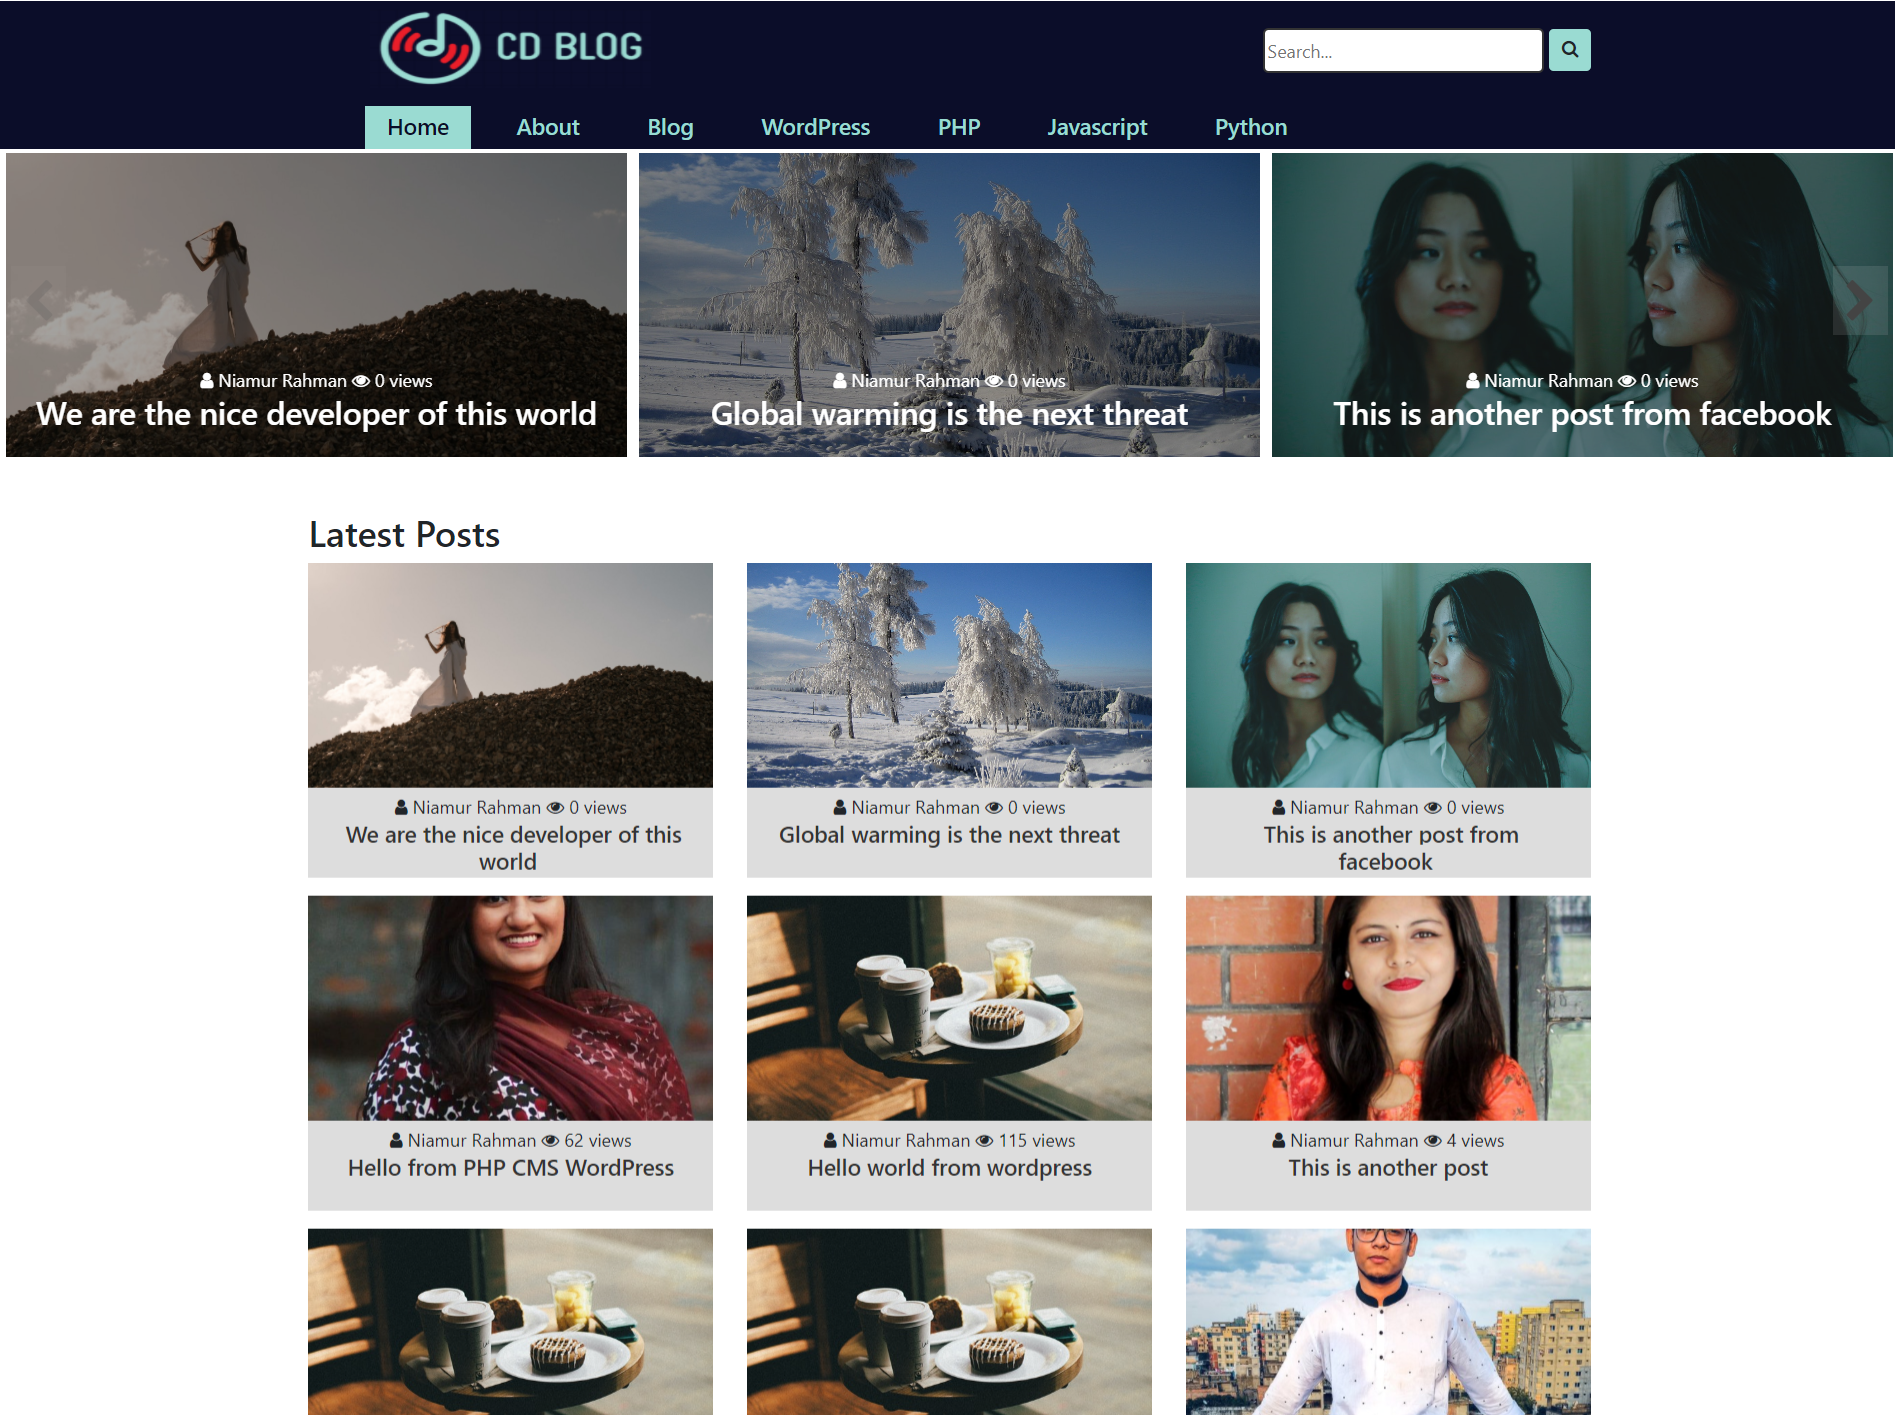 CD BLOG
Search...
Home About Blog WordPress PHP Javascript Python
Niamur Rahman 0 views
We are the nice developer of this world
Niamur Rahman 0 views
Global warming is the next threat
Niamur Rahman 0 views
This is another post from facebook
Latest Posts
Niamur Rahman 0 views
We are the nice developer of this
world
Niamur Rahman 0 views
Global warming is the next threat
Niamur Rahman 0 views
This is another post from
facebook
Niamur Rahman 62 views
Hello from PHP CMS WordPress
Niamur Rahman 115 views
Hello world from wordpress
Niamur Rahman 4 views
This is another post